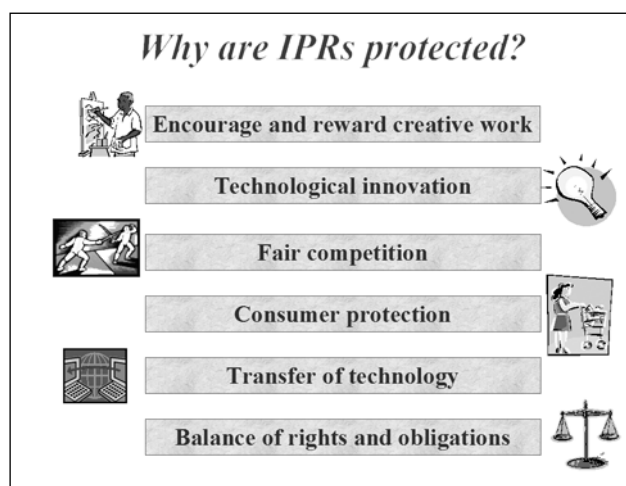 Why are IPRs protected?
Encourage and reward creative work
Technological innovation
Fair competition
Consumer protection
Transfer of technology
Balance of rights and obligations